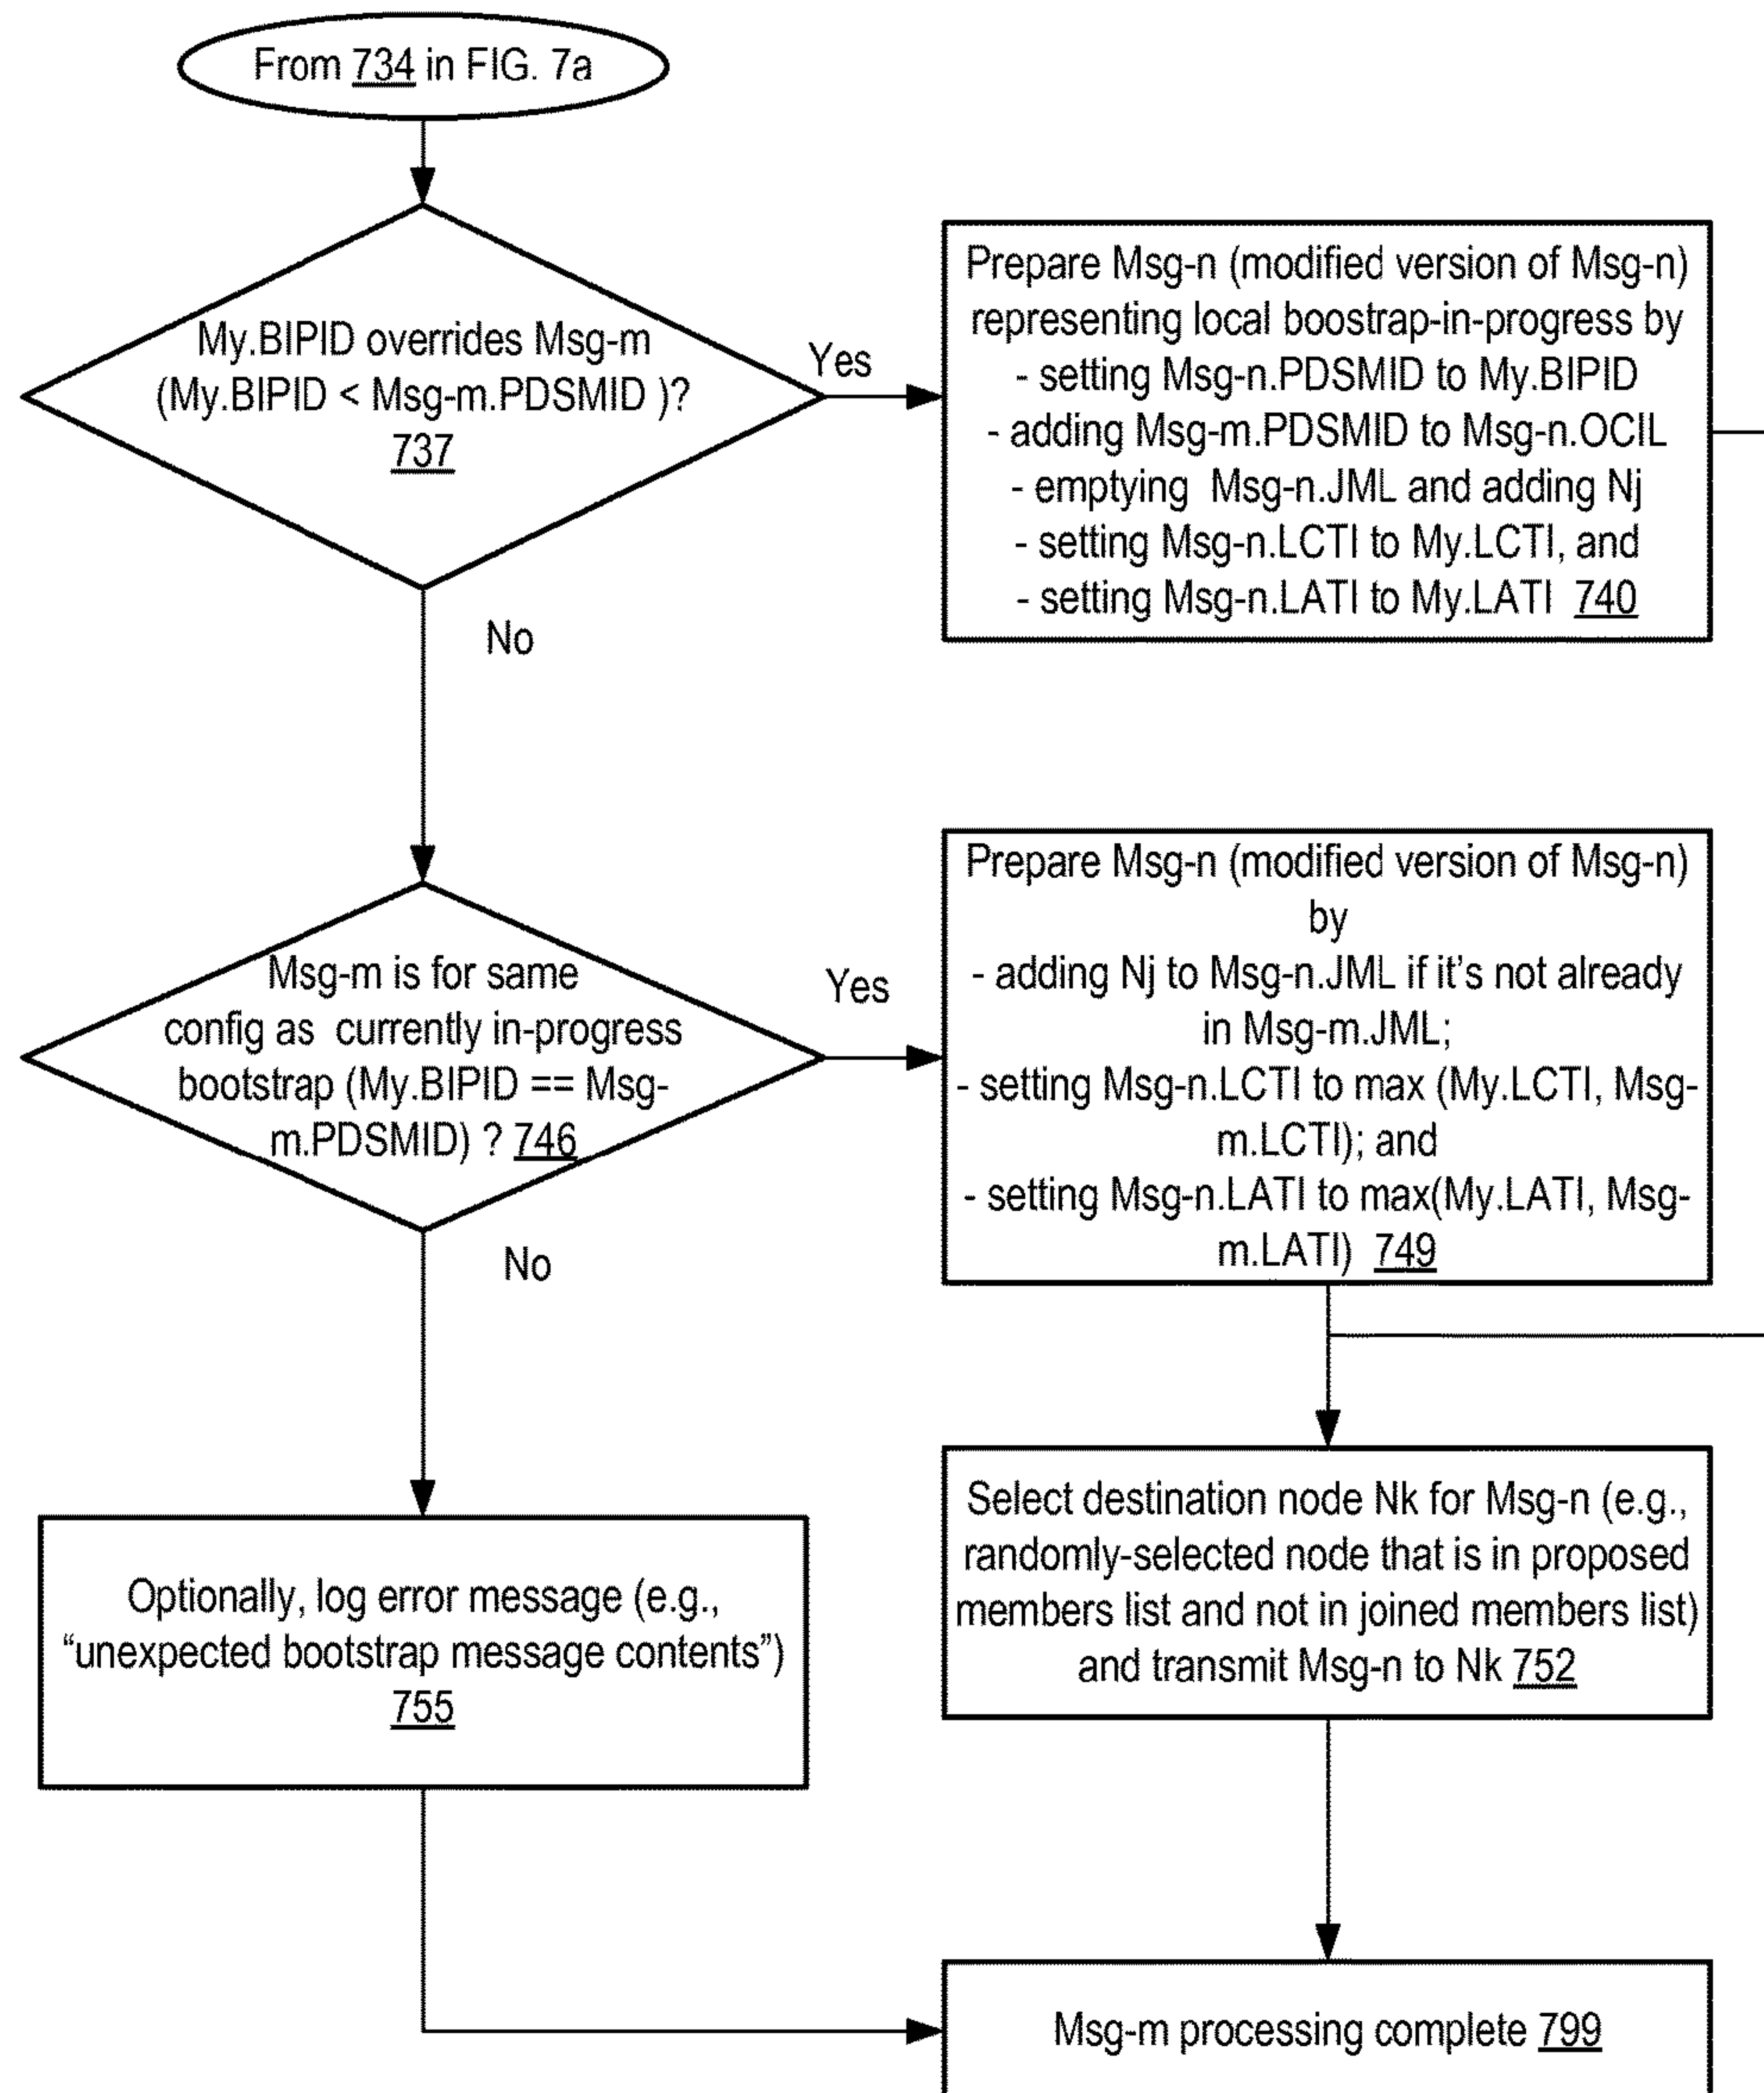 From 734 in FIG. 7a
My.BIPID overrides Msg-m
(My.BIPID < Msg-m.PDSMID )?
737
Yes
No
Prepare Msg-n (modified version of Msg-n)
representing local boostrap-in-progress by
- setting Msg-n.PDSMID to My.BIPID
- adding Msg-m.PDSMID to Msg-n.OCIL
- emptying Msg-n.JML and adding Nj
- setting Msg-n.LCTI to My.LCTI, and
- setting Msg-n.LATI to My.LATI 740
Msg-m is for same
config as currently in-progress
bootstrap (My.BIPID == Msg-
m.PDSMID) ? 746
Yes
No
Prepare Msg-n (modified version of Msg-n)
by
- adding Nj to Msg-n.JML if it's not already
in Msg-m.JML;
- setting Msg-n.LCTI to max (My.LCTI, Msg-
m.LCTI); and
- setting Msg-n.LATI to max(My.LATI, Msg-
m.LATI) 749
Select destination node Nk for Msg-n (e.g.,
randomly-selected node that is in proposed
members list and not in joined members list)
and transmit Msg-n to Nk 752
Optionally, log error message (e.g.,
“unexpected bootstrap message contents”)
755
Msg-m processing complete 799